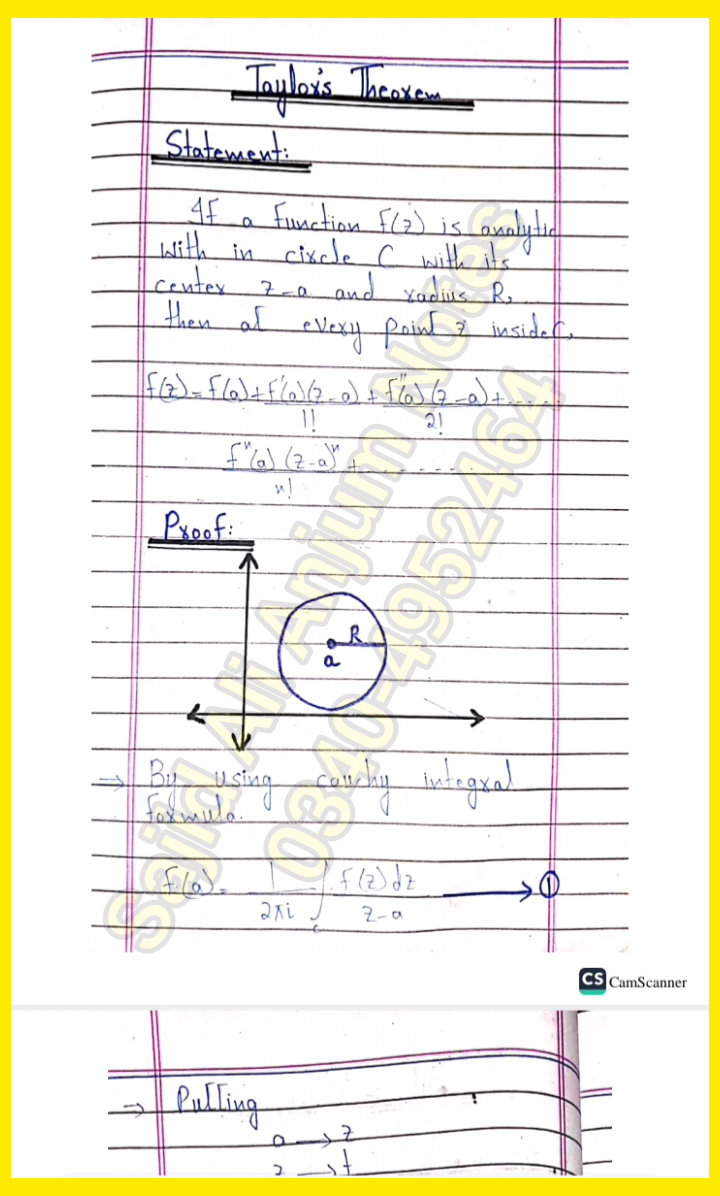 Taylor's Theorem
Statement:
If a function f(z) is analytic
with in circle C with its
center z=a and radius R,
then at every point z inside C,
f(z) = f(a) + f'(a)(z-a)/1! + f''(a)(z-a)/2! + ......
fⁿ(a)(z-a)ⁿ/n! + .......
Proof:
R
a
⇒ By using cauchy integral
formula.
f(a) = 1/2πi ∫c f(z)dz/z-a ⟶ ①
CS CamScanner
⇒ Putting
a ⟶ z
z ⟶ t
Sajid Ali Anjum Notes
0340-4952464